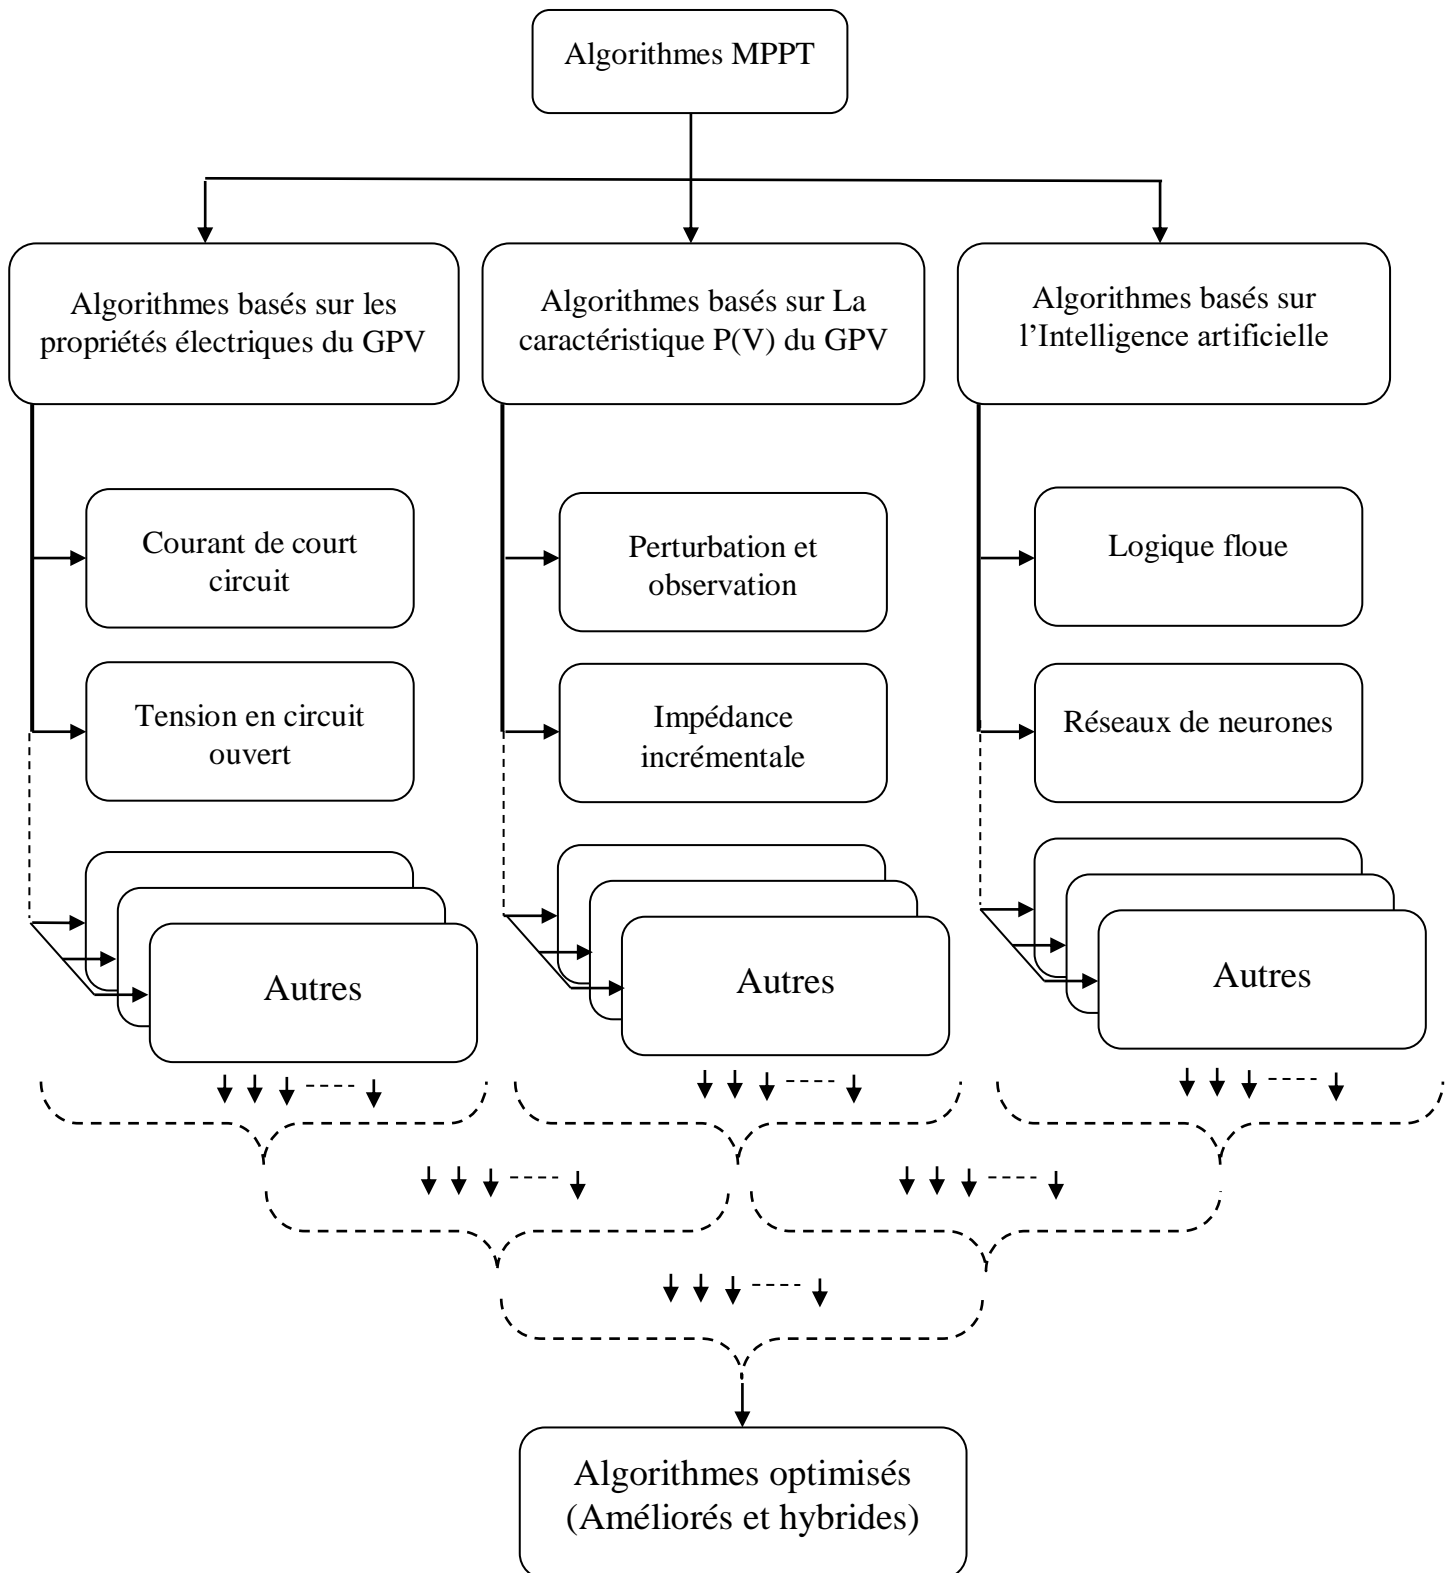 Algorithmes MPPT
Algorithmes basés sur les
propriétés électriques du GPV
Algorithmes basés sur La
caractéristique P(V) du GPV
Algorithmes basés sur
l’Intelligence artificielle
Courant de court
circuit
Perturbation et
observation
Logique floue
Tension en circuit
ouvert
Impédance
incrémentale
Réseaux de neurones
Autres
Autres
Autres
Algorithmes optimisés
(Améliorés et hybrides)